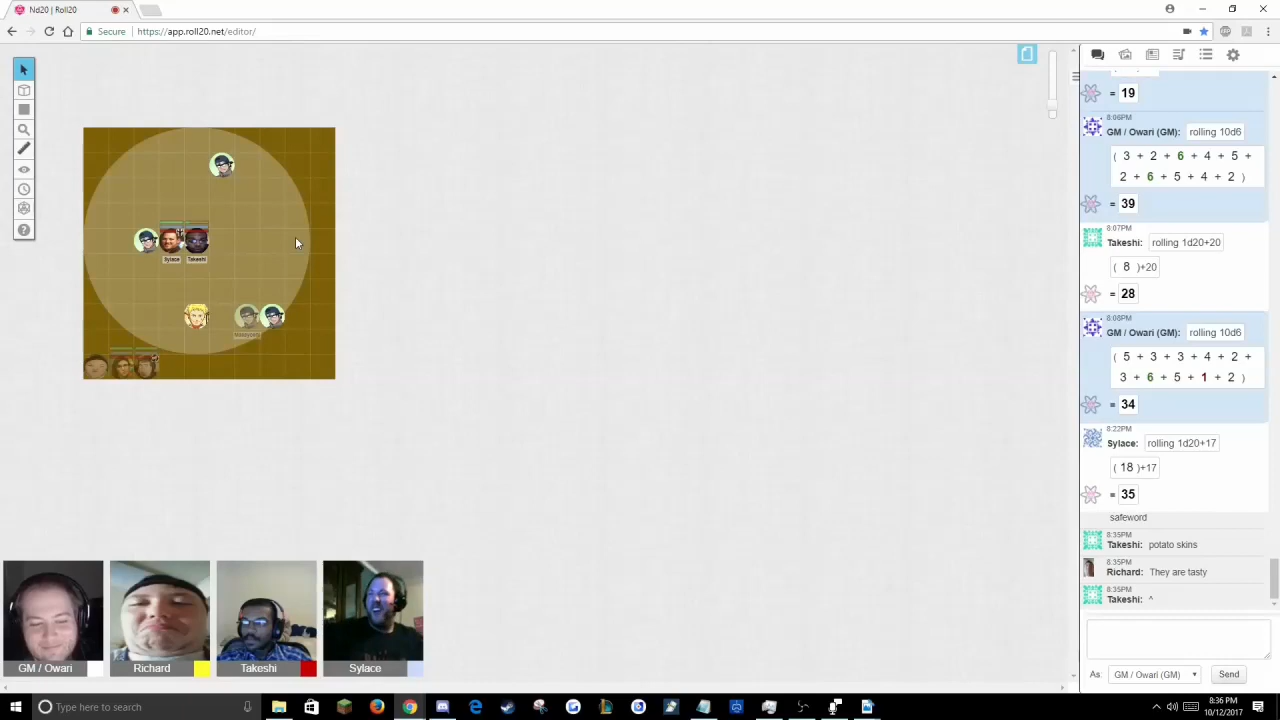 Nd20 | Roll20
Secure
https://app.roll20.net/editor/
= 19
8:06PM
GM / Owari (GM): rolling 10d6
( 3 + 2 + 6 + 4 + 5 +
2 + 6 + 5 + 4 + 2 )
= 39
8:07PM
Takeshi: rolling 1d20+20
( 8 )+20
= 28
8:08PM
GM / Owari (GM): rolling 10d6
( 5 + 3 + 3 + 4 + 2 +
3 + 6 + 5 + 1 + 2 )
= 34
8:22PM
Sylace: rolling 1d20+17
( 18 )+17
= 35
safeword
8:35PM
Takeshi: potato skins
8:35PM
Richard: They are tasty
8:35PM
Takeshi: ^
As: GM / Owari (GM)
Send
Sylace
Takeshi
GM / Owari
Richard
Takeshi
Sylace
Type here to search
8:36 PM
10/12/2017